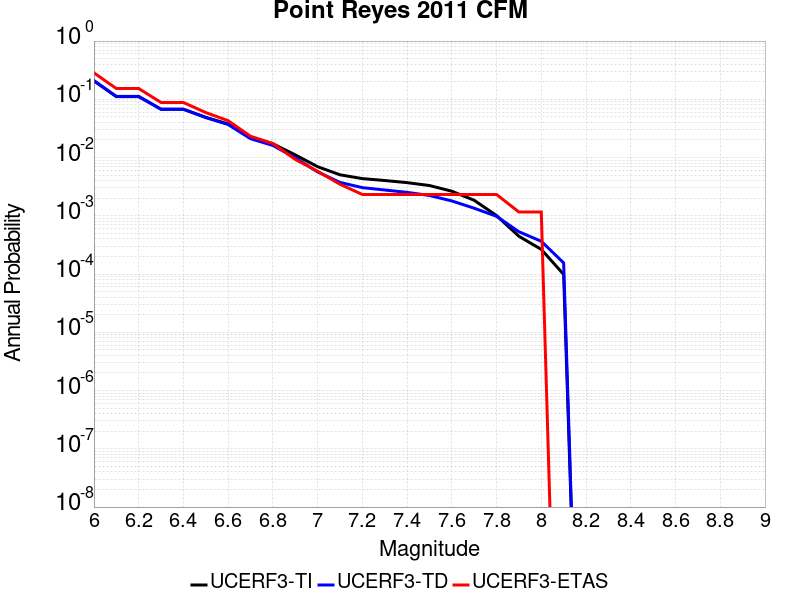 Point Reyes 2011 CFM
10^0
10^-1
10^-2
10^-3
10^-4
10^-5
10^-6
10^-7
10^-8
Annual Probability
6 6.2 6.4 6.6 6.8 7 7.2 7.4 7.6 7.8 8 8.2 8.4 8.6 8.8 9
Magnitude
UCERF3-TI UCERF3-TD UCERF3-ETAS